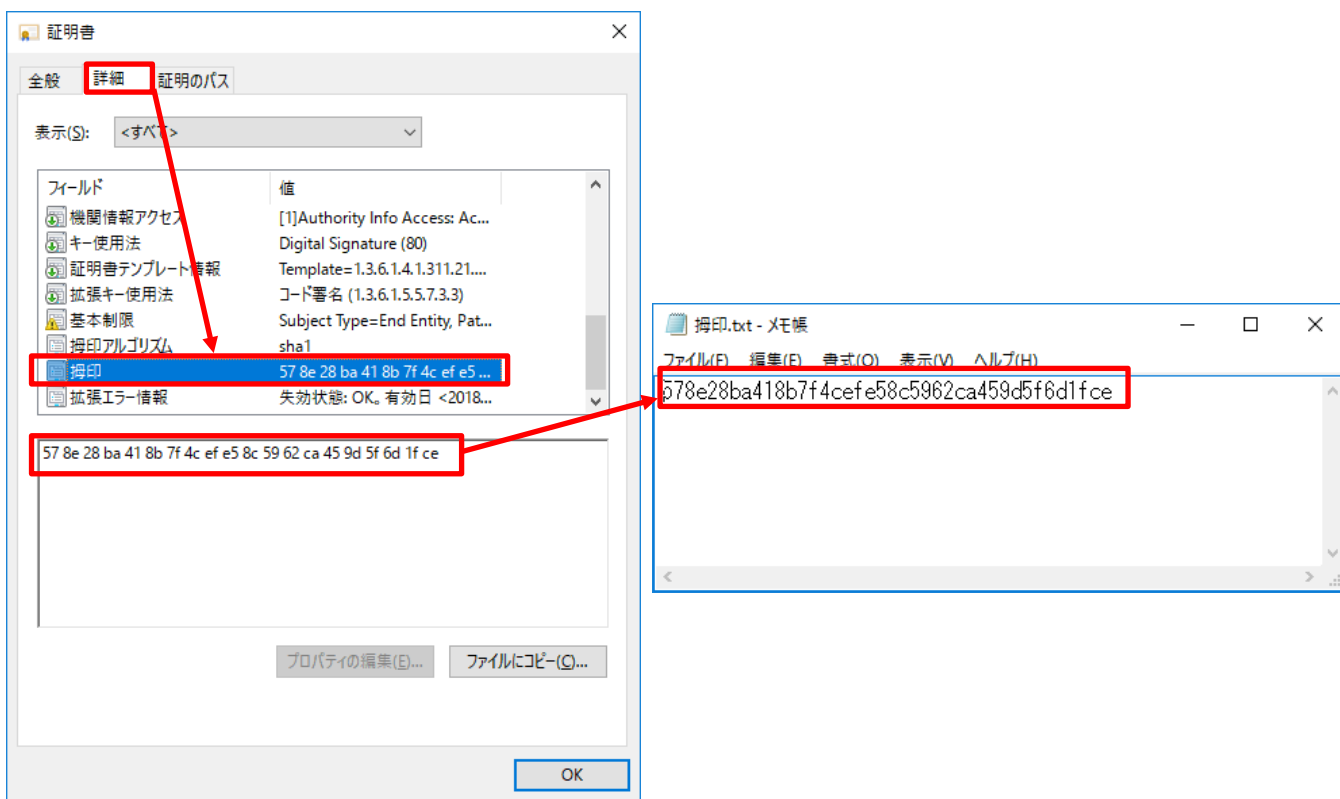 証明書
全般 詳細 証明のパス
表示(S): <すべて>
フィールド 値
機関情報アクセス [1]Authority Info Access: Ac...
キー使用法 Digital Signature (80)
証明書テンプレート情報 Template=1.3.6.1.4.1.311.21....
拡張キー使用法 コード署名 (1.3.6.1.5.5.7.3.3)
基本制限 Subject Type=End Entity, Pat...
拇印アルゴリズム sha1
拇印 57 8e 28 ba 41 8b 7f 4c ef e5 ...
拡張エラー情報 失効状態: OK。有効日 <2018...
57 8e 28 ba 41 8b 7f 4c ef e5 8c 59 62 ca 45 9d 5f 6d 1f ce
プロパティの編集(E)... ファイルにコピー(C)...
OK
拇印.txt - メモ帳
ファイル(F) 編集(E) 書式(O) 表示(V) ヘルプ(H)
578e28ba418b7f4cefe58c5962ca459d5f6d1fce